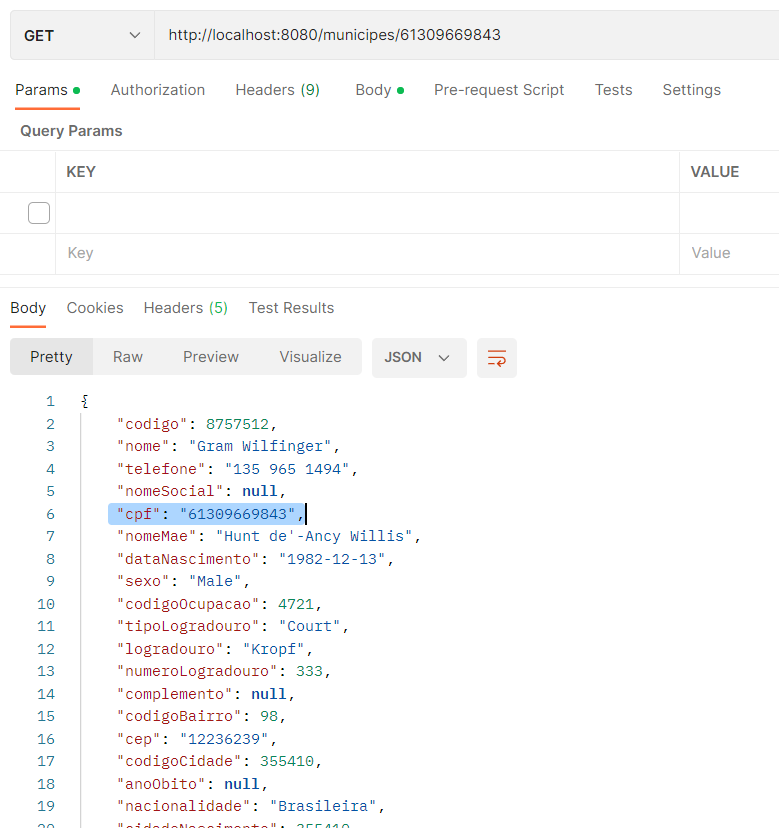 GET http://localhost:8080/municipes/61309669843
Params Authorization Headers (9) Body Pre-request Script Tests Settings
Query Params
KEY VALUE
Key Value
Body Cookies Headers (5) Test Results
Pretty Raw Preview Visualize JSON
1 {
2 "codigo": 8757512,
3 "nome": "Gram Wilfinger",
4 "telefone": "135 965 1494",
5 "nomeSocial": null,
6 "cpf": "61309669843",
7 "nomeMae": "Hunt de'-Ancy Willis",
8 "dataNascimento": "1982-12-13",
9 "sexo": "Male",
10 "codigoOcupacao": 4721,
11 "tipoLogradouro": "Court",
12 "logradouro": "Kropf",
13 "numeroLogradouro": 333,
14 "complemento": null,
15 "codigoBairro": 98,
16 "cep": "12236239",
17 "codigoCidade": 355410,
18 "anoObito": null,
19 "nacionalidade": "Brasileira",
20 "cidadeNascimento": 355410